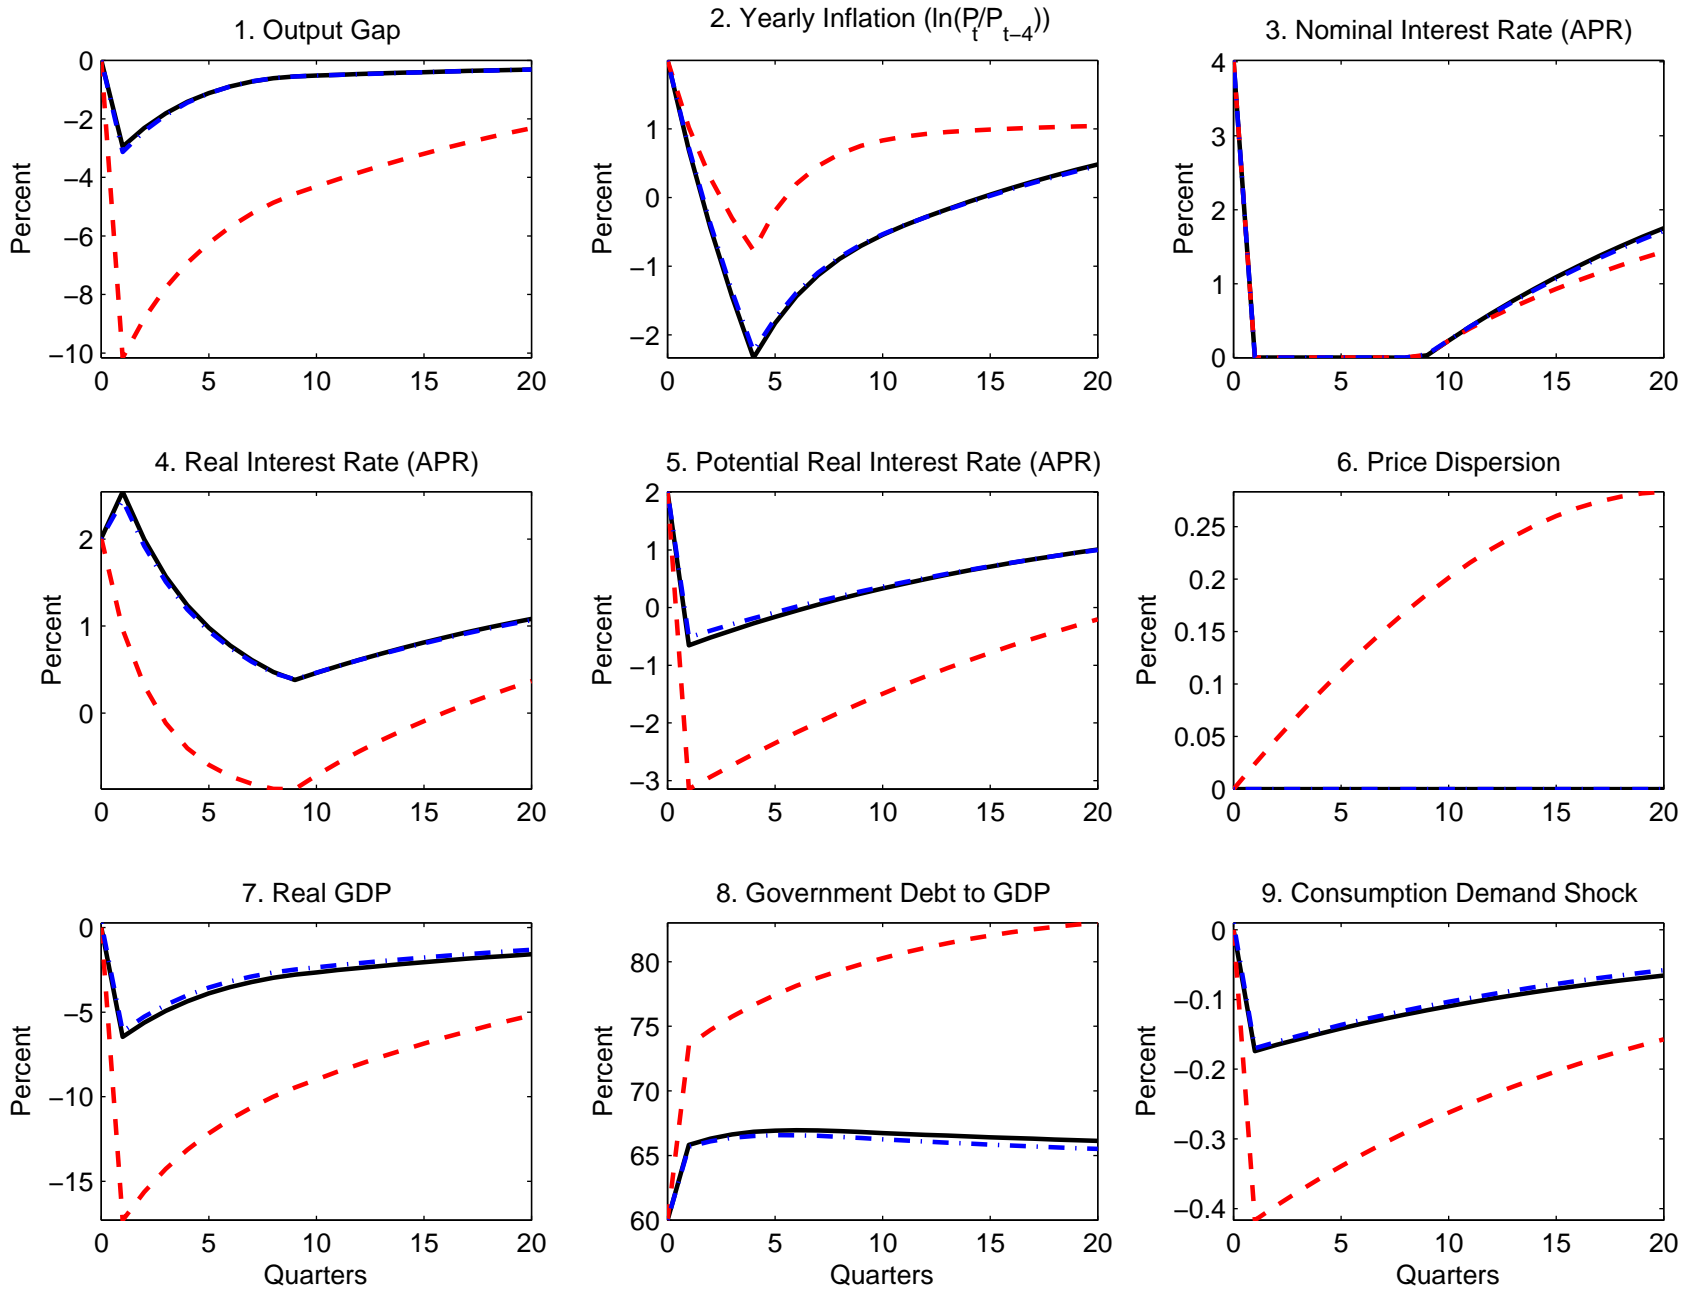 1. Output Gap
Percent
0
−2
−4
−6
−8
−10
0 5 10 15 20
2. Yearly Inflation (ln(P_t/P_{t−4}))
Percent
1
0
−1
−2
0 5 10 15 20
3. Nominal Interest Rate (APR)
Percent
4
3
2
1
0
0 5 10 15 20
4. Real Interest Rate (APR)
Percent
2
1
0
0 5 10 15 20
5. Potential Real Interest Rate (APR)
Percent
2
1
0
−1
−2
−3
0 5 10 15 20
6. Price Dispersion
Percent
0.25
0.2
0.15
0.1
0.05
0
0 5 10 15 20
7. Real GDP
Percent
0
−5
−10
−15
0 5 10 15 20
Quarters
8. Government Debt to GDP
Percent
80
75
70
65
60
0 5 10 15 20
Quarters
9. Consumption Demand Shock
Percent
0
−0.1
−0.2
−0.3
−0.4
0 5 10 15 20
Quarters